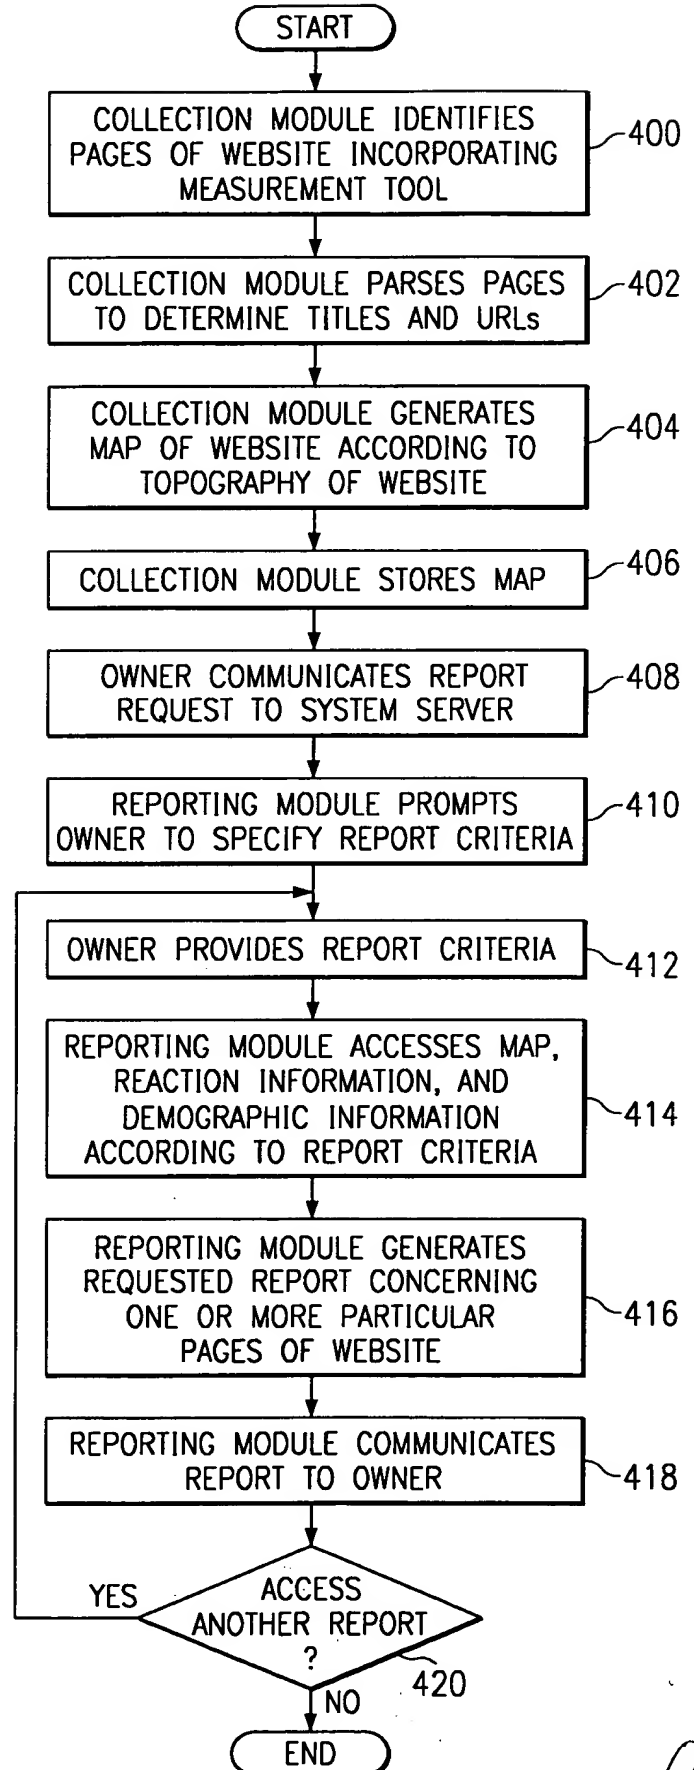 START
COLLECTION MODULE IDENTIFIES
PAGES OF WEBSITE INCORPORATING
MEASUREMENT TOOL
400
COLLECTION MODULE PARSES PAGES
TO DETERMINE TITLES AND URLs
402
COLLECTION MODULE GENERATES
MAP OF WEBSITE ACCORDING TO
TOPOGRAPHY OF WEBSITE
404
COLLECTION MODULE STORES MAP
406
OWNER COMMUNICATES REPORT
REQUEST TO SYSTEM SERVER
408
REPORTING MODULE PROMPTS
OWNER TO SPECIFY REPORT CRITERIA
410
OWNER PROVIDES REPORT CRITERIA
412
REPORTING MODULE ACCESSES MAP,
REACTION INFORMATION, AND
DEMOGRAPHIC INFORMATION
ACCORDING TO REPORT CRITERIA
414
REPORTING MODULE GENERATES
REQUESTED REPORT CONCERNING
ONE OR MORE PARTICULAR
PAGES OF WEBSITE
416
REPORTING MODULE COMMUNICATES
REPORT TO OWNER
418
YES
ACCESS
ANOTHER REPORT
?
420
NO
END